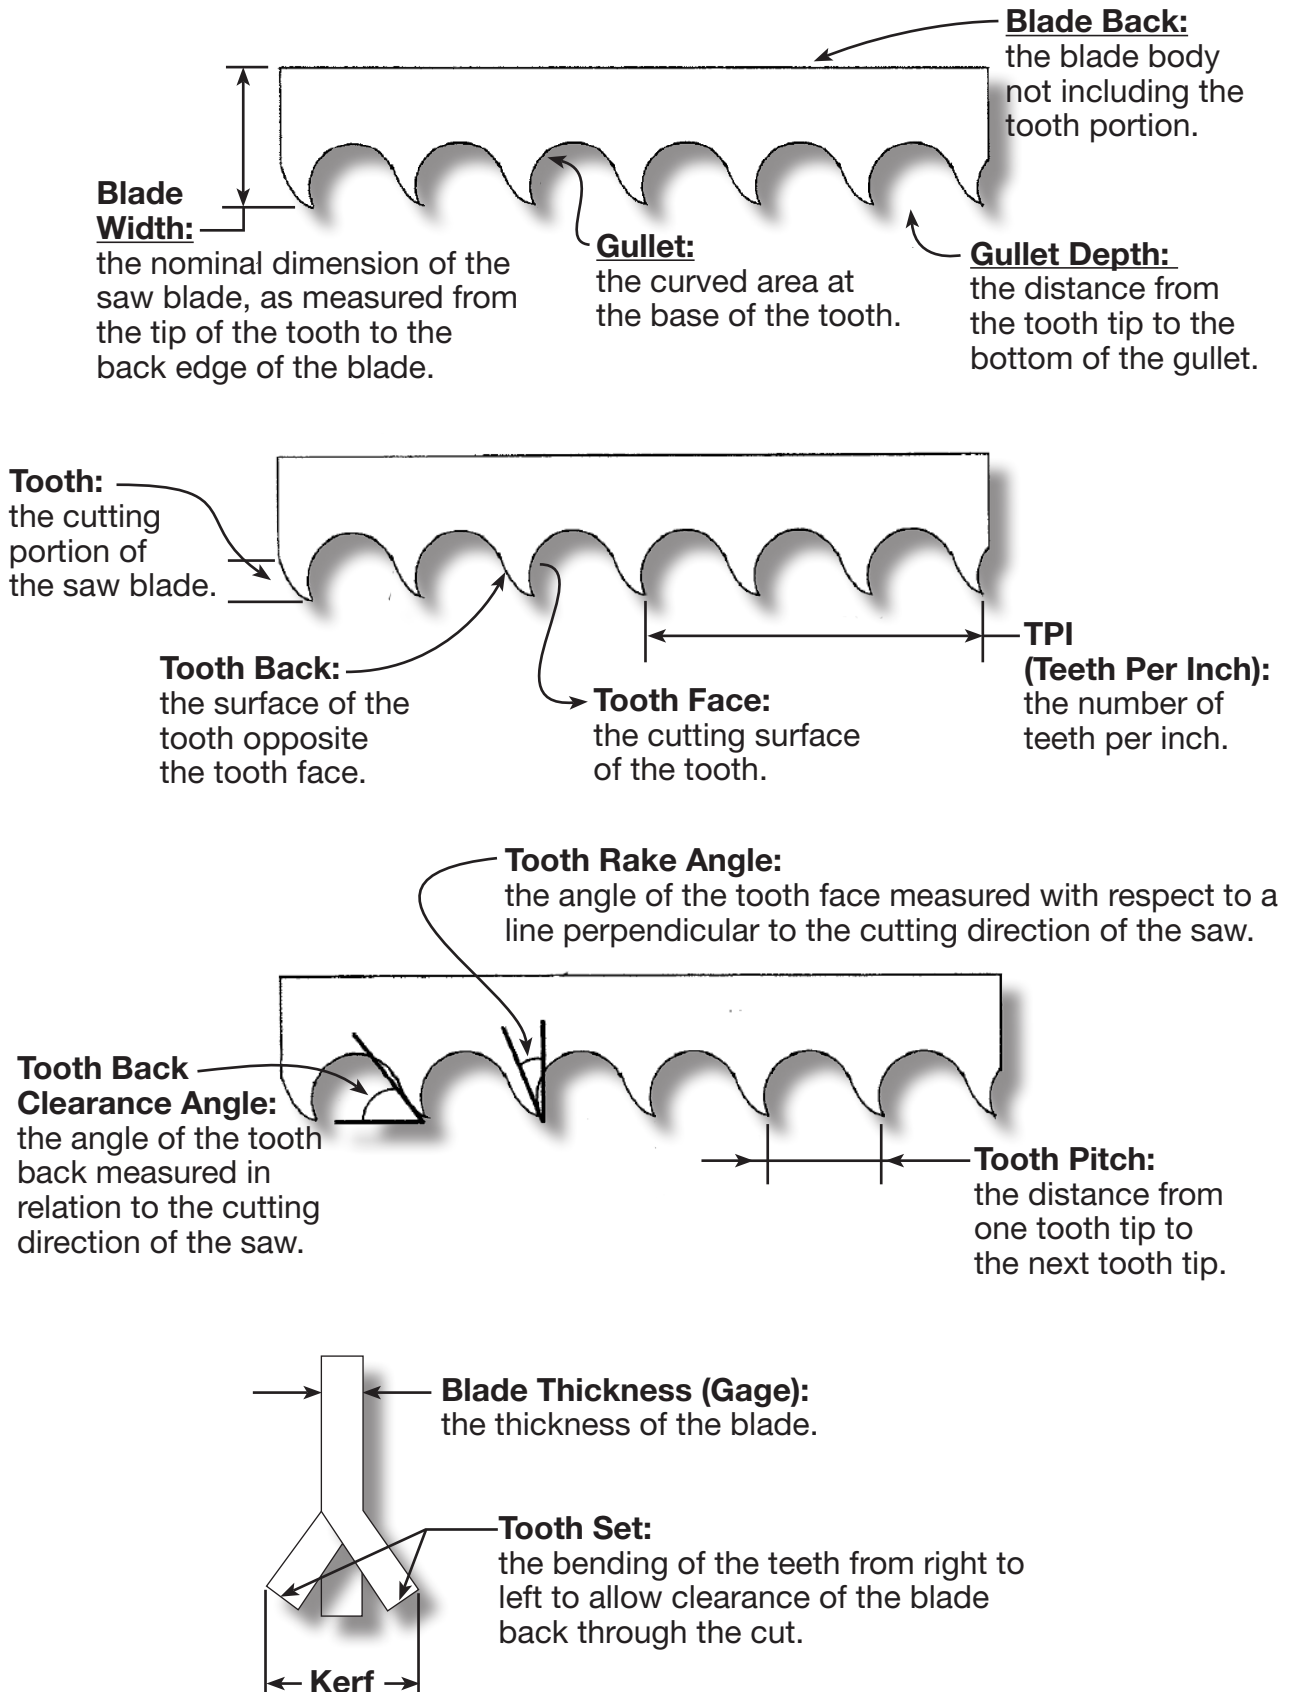 Blade Back:
the blade body
not including the
tooth portion.
Blade
Width:
the nominal dimension of the
saw blade, as measured from
the tip of the tooth to the
back edge of the blade.
Gullet:
the curved area at
the base of the tooth.
Gullet Depth:
the distance from
the tooth tip to the
bottom of the gullet.
Tooth:
the cutting
portion of
the saw blade.
Tooth Back:
the surface of the
tooth opposite
the tooth face.
Tooth Face:
the cutting surface
of the tooth.
TPI
(Teeth Per Inch):
the number of
teeth per inch.
Tooth Rake Angle:
the angle of the tooth face measured with respect to a
line perpendicular to the cutting direction of the saw.
Tooth Back
Clearance Angle:
the angle of the tooth
back measured in
relation to the cutting
direction of the saw.
Tooth Pitch:
the distance from
one tooth tip to
the next tooth tip.
Blade Thickness (Gage):
the thickness of the blade.
Tooth Set:
the bending of the teeth from right to
left to allow clearance of the blade
back through the cut.
Kerf